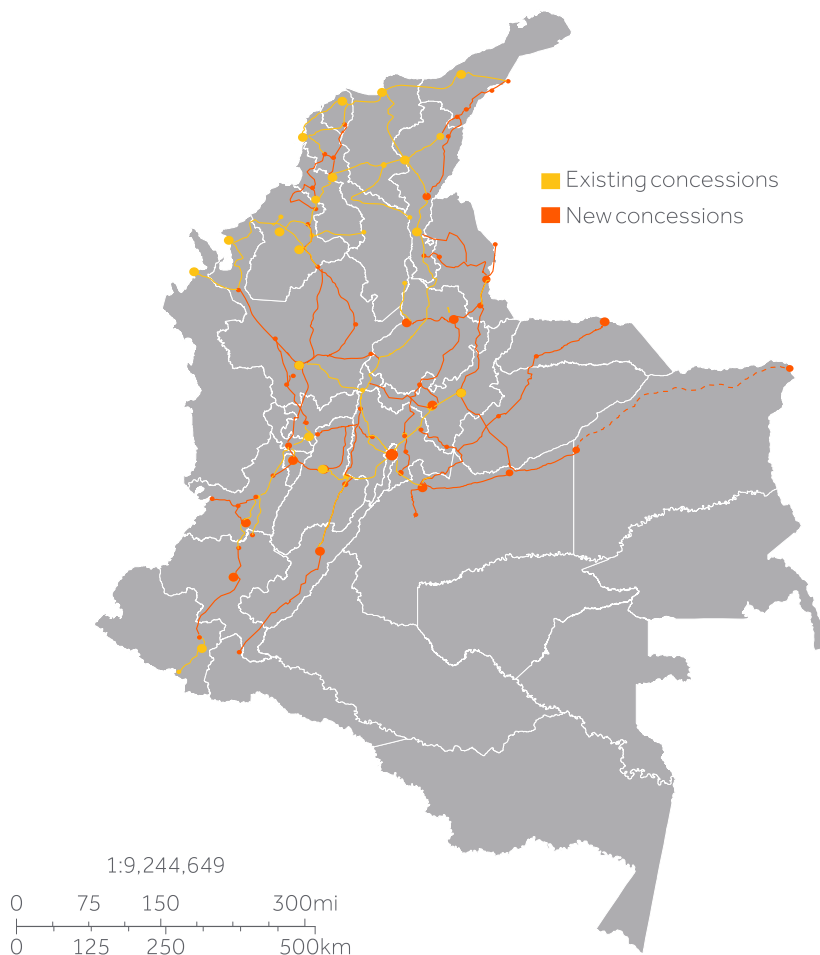 Existing concessions
New concessions
1:9,244,649
0 75 150 300mi
0 125 250 500km